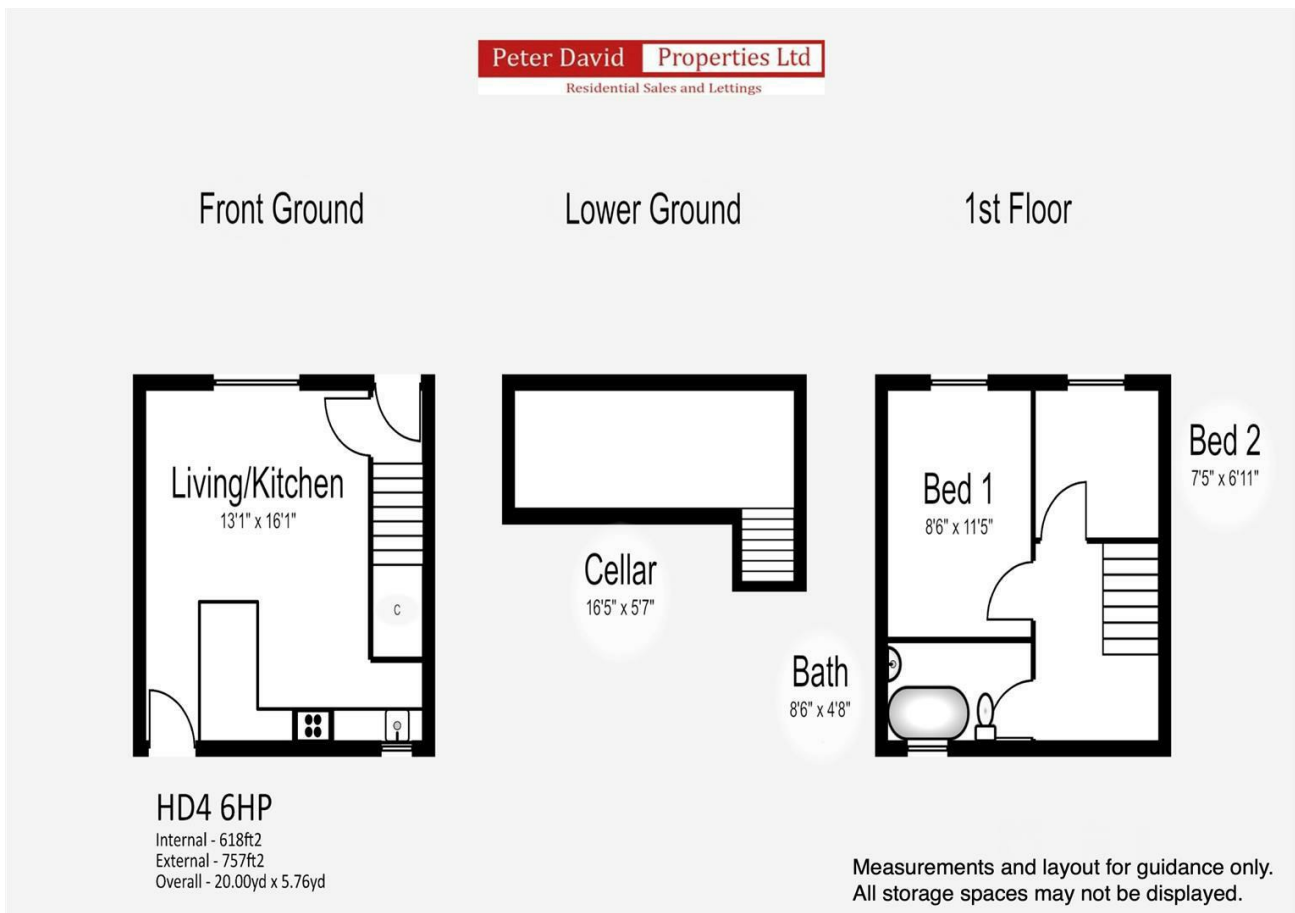 Peter David Properties Ltd
Residential Sales and Lettings
Front Ground
Lower Ground
1st Floor
Living/Kitchen
13'1" x 16'1"
C
Cellar
16'5" x 5'7"
Bed 1
8'6" x 11'5"
Bed 2
7'5" x 6'11"
Bath
8'6" x 4'8"
HD4 6HP
Internal - 618ft2
External - 757ft2
Overall - 20.00yd x 5.76yd
Measurements and layout for guidance only.
All storage spaces may not be displayed.